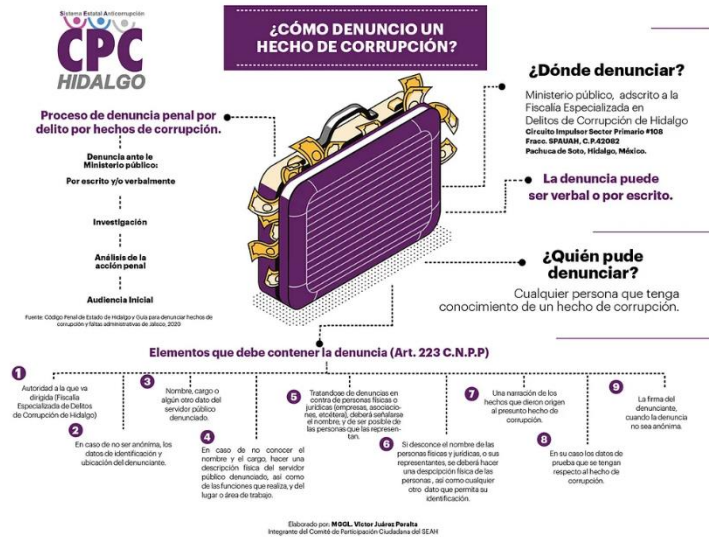 Sistema Estatal Anticorrupción
CPC
HIDALGO
¿CÓMO DENUNCIO UN
HECHO DE CORRUPCIÓN?
Proceso de denuncia penal por
delito por hechos de corrupción.
Denuncia ante le
Ministerio público:
Por escrito y/o verbalmente
Investigación
Análisis de la
acción penal
Audiencia Inicial
Fuente: Código Penal de Estado de Hidalgo y Guía para denunciar hechos de
corrupción y faltas administrativas de Jalisco, 2020
¿Dónde denunciar?
Ministerio público, adscrito a la
Fiscalía Especializada en
Delitos de Corrupción de Hidalgo
Circuito Impulsor Sector Primario #108
Fracc. SPAUAH, C.P.42082
Pachuca de Soto, Hidalgo, México.
La denuncia puede
ser verbal o por escrito.
¿Quién pude
denunciar?
Cualquier persona que tenga
conocimiento de un hecho de corrupción.
Elementos que debe contener la denuncia (Art. 223 C.N.P.P)
1
Autoridad a la que va
dirigida (Fiscalía
Especializada de Delitos
de Corrupción de Hidalgo)
2
En caso de no ser anónima, los
datos de identificación y
ubicación del denunciante.
3
Nombre, cargo o
algún otro dato del
servidor público
denunciado.
4
En caso de no conocer el
nombre y el cargo, hacer una
descripción física del servidor
público denunciado, así como
de las funciones que realiza, y del
lugar o área de trabajo.
5
Tratandose de denuncias en
contra de personas físicas o
jurídicas (empresas, asociacio-
nes, etcétera), deberá señalarse
el nombre, y de ser posible de
las personas que las represen-
tan.
6
Si desconce el nombre de las
personas físicas y jurídicas, o sus
representantes, se deberá hacer
una despcipción física de las
personas , así como cualquier
otro dato que permita su
identificación.
7
Una narración de los
hechos que dieron origen
al presunto hecho de
corrupción.
8
En su caso los datos de
prueba que se tengan
respecto al hecho de
corrupción.
9
La firma del
denunciante,
cuando la denuncia
no sea anónima.
Elaborado por: MGGL. Víctor Juárez Peralta
Integrante del Comité de Participación Ciudadana del SEAH